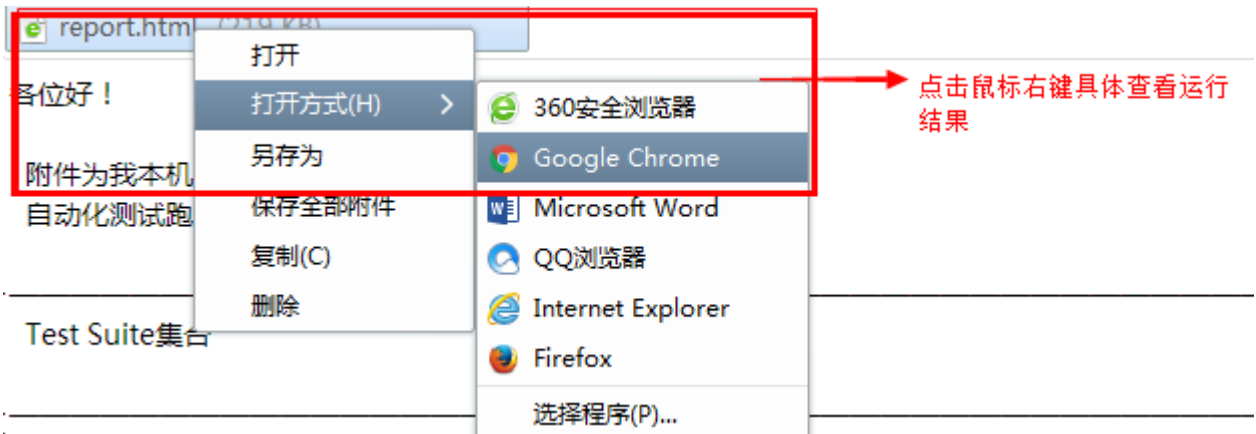 report.html (219 KB)
各位好！
附件为我本机
自动化测试跑
Test Suite集合
打开
打开方式(H)
另存为
保存全部附件
复制(C)
删除
360安全浏览器
Google Chrome
Microsoft Word
QQ浏览器
Internet Explorer
Firefox
选择程序(P)...
点击鼠标右键具体查看运行
结果